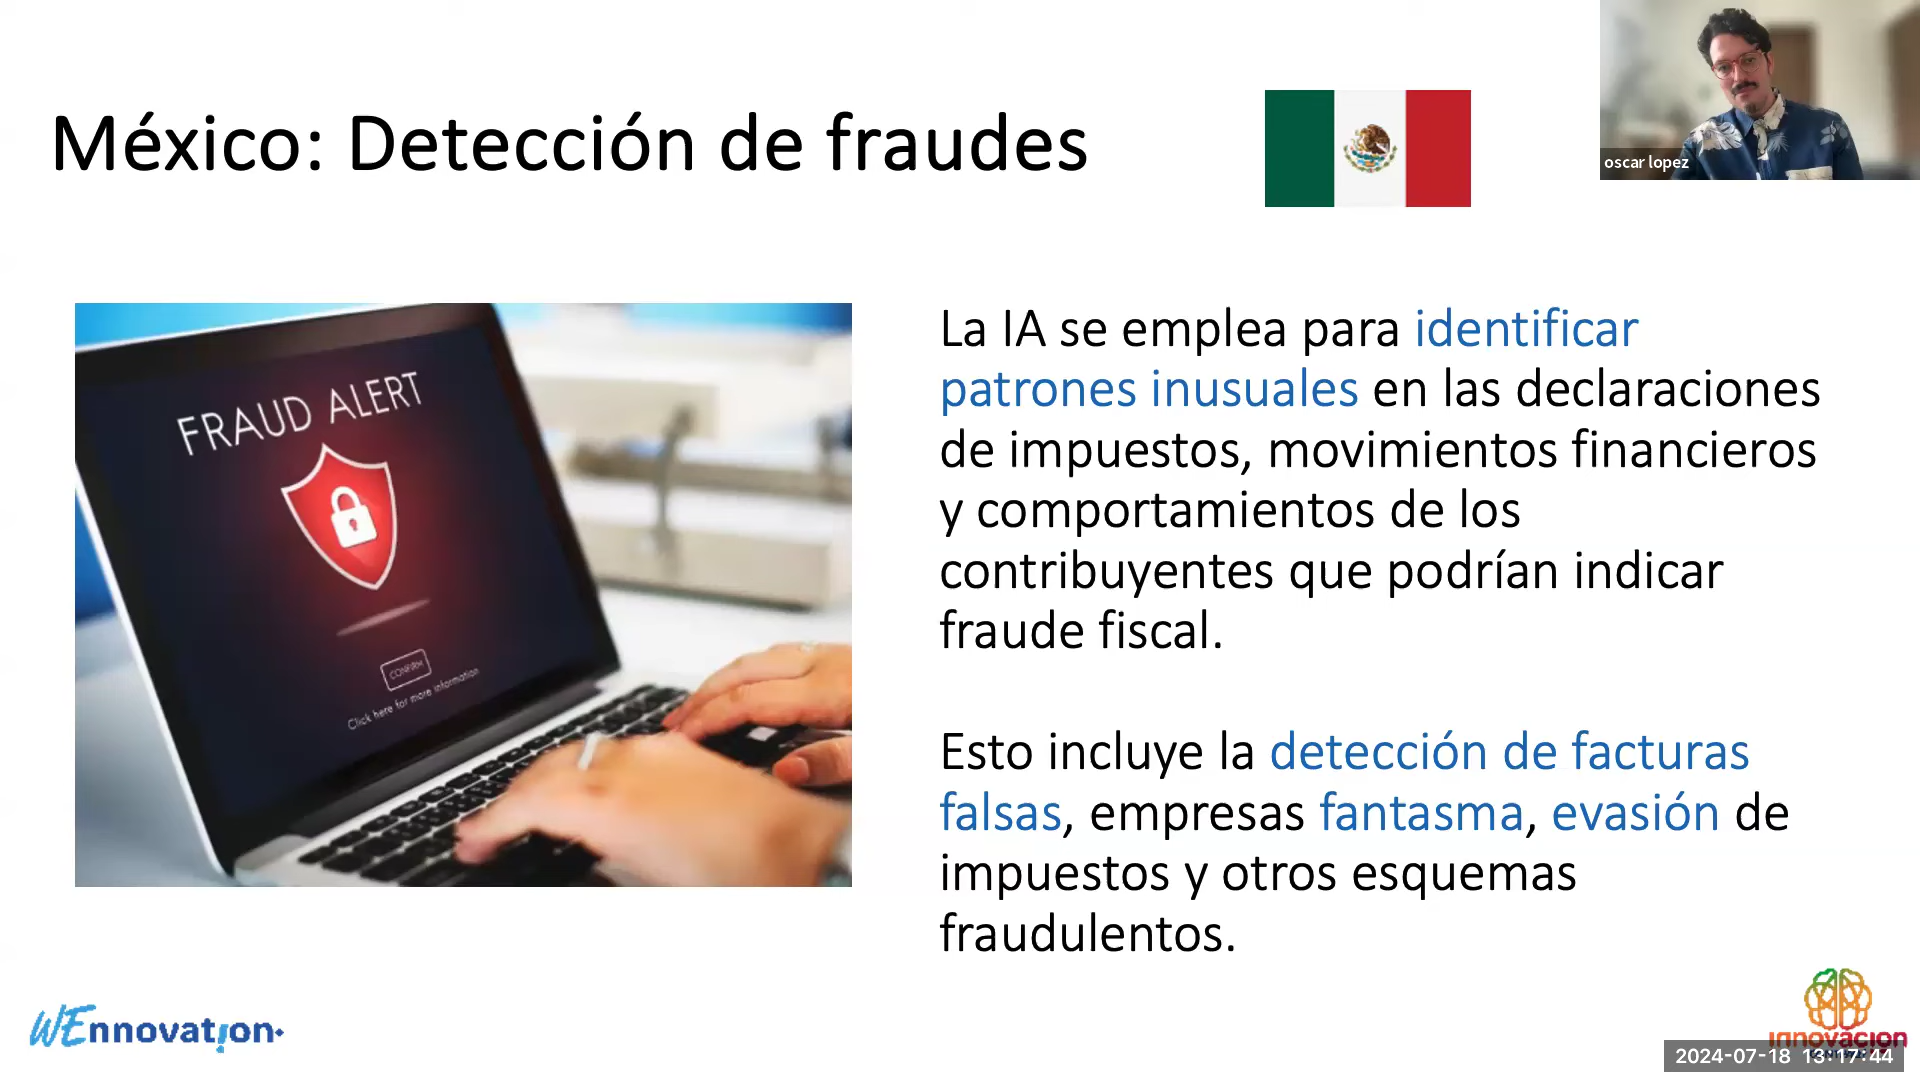 México: Detección de fraudes
oscar lopez
FRAUD ALERT
CONFIRM
Click here for more information
La IA se emplea para identificar
patrones inusuales en las declaraciones
de impuestos, movimientos financieros
y comportamientos de los
contribuyentes que podrían indicar
fraude fiscal.
Esto incluye la detección de facturas
falsas, empresas fantasma, evasión de
impuestos y otros esquemas
fraudulentos.
WEnnovation
innovacion
2024-07-18 13:17:44